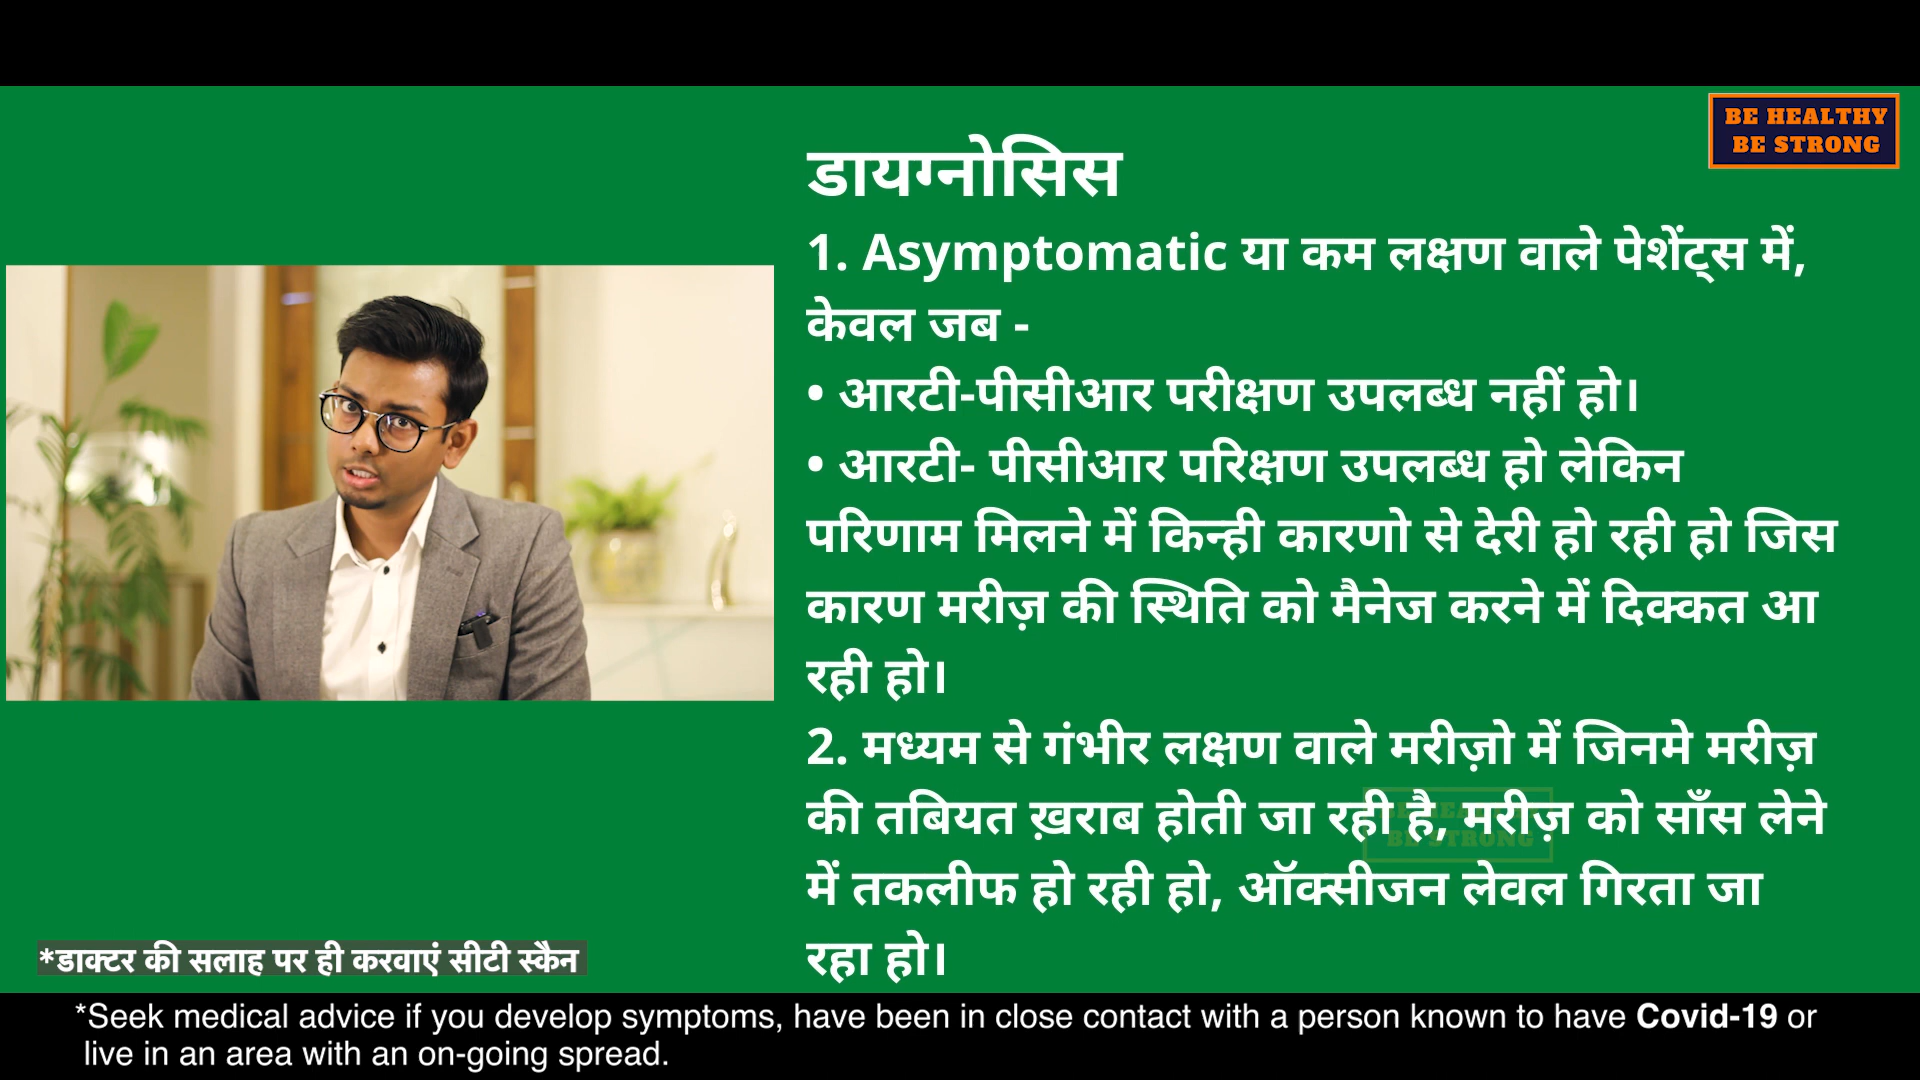 BE HEALTHY
BE STRONG
डायग्नोसिस
1. Asymptomatic या कम लक्षण वाले पेशेंट्स में,
केवल जब -
• आरटी-पीसीआर परीक्षण उपलब्ध नहीं हो।
• आरटी- पीसीआर परिक्षण उपलब्ध हो लेकिन
परिणाम मिलने में किन्ही कारणो से देरी हो रही हो जिस
कारण मरीज़ की स्थिति को मैनेज करने में दिक्कत आ
रही हो।
2. मध्यम से गंभीर लक्षण वाले मरीज़ो में जिनमे मरीज़
की तबियत ख़राब होती जा रही है, मरीज़ को साँस लेने
में तकलीफ हो रही हो, ऑक्सीजन लेवल गिरता जा
रहा हो।
BE HEALTHY
BE STRONG
*डाक्टर की सलाह पर ही करवाएं सीटी स्कैन
*Seek medical advice if you develop symptoms, have been in close contact with a person known to have Covid-19 or
live in an area with an on-going spread.